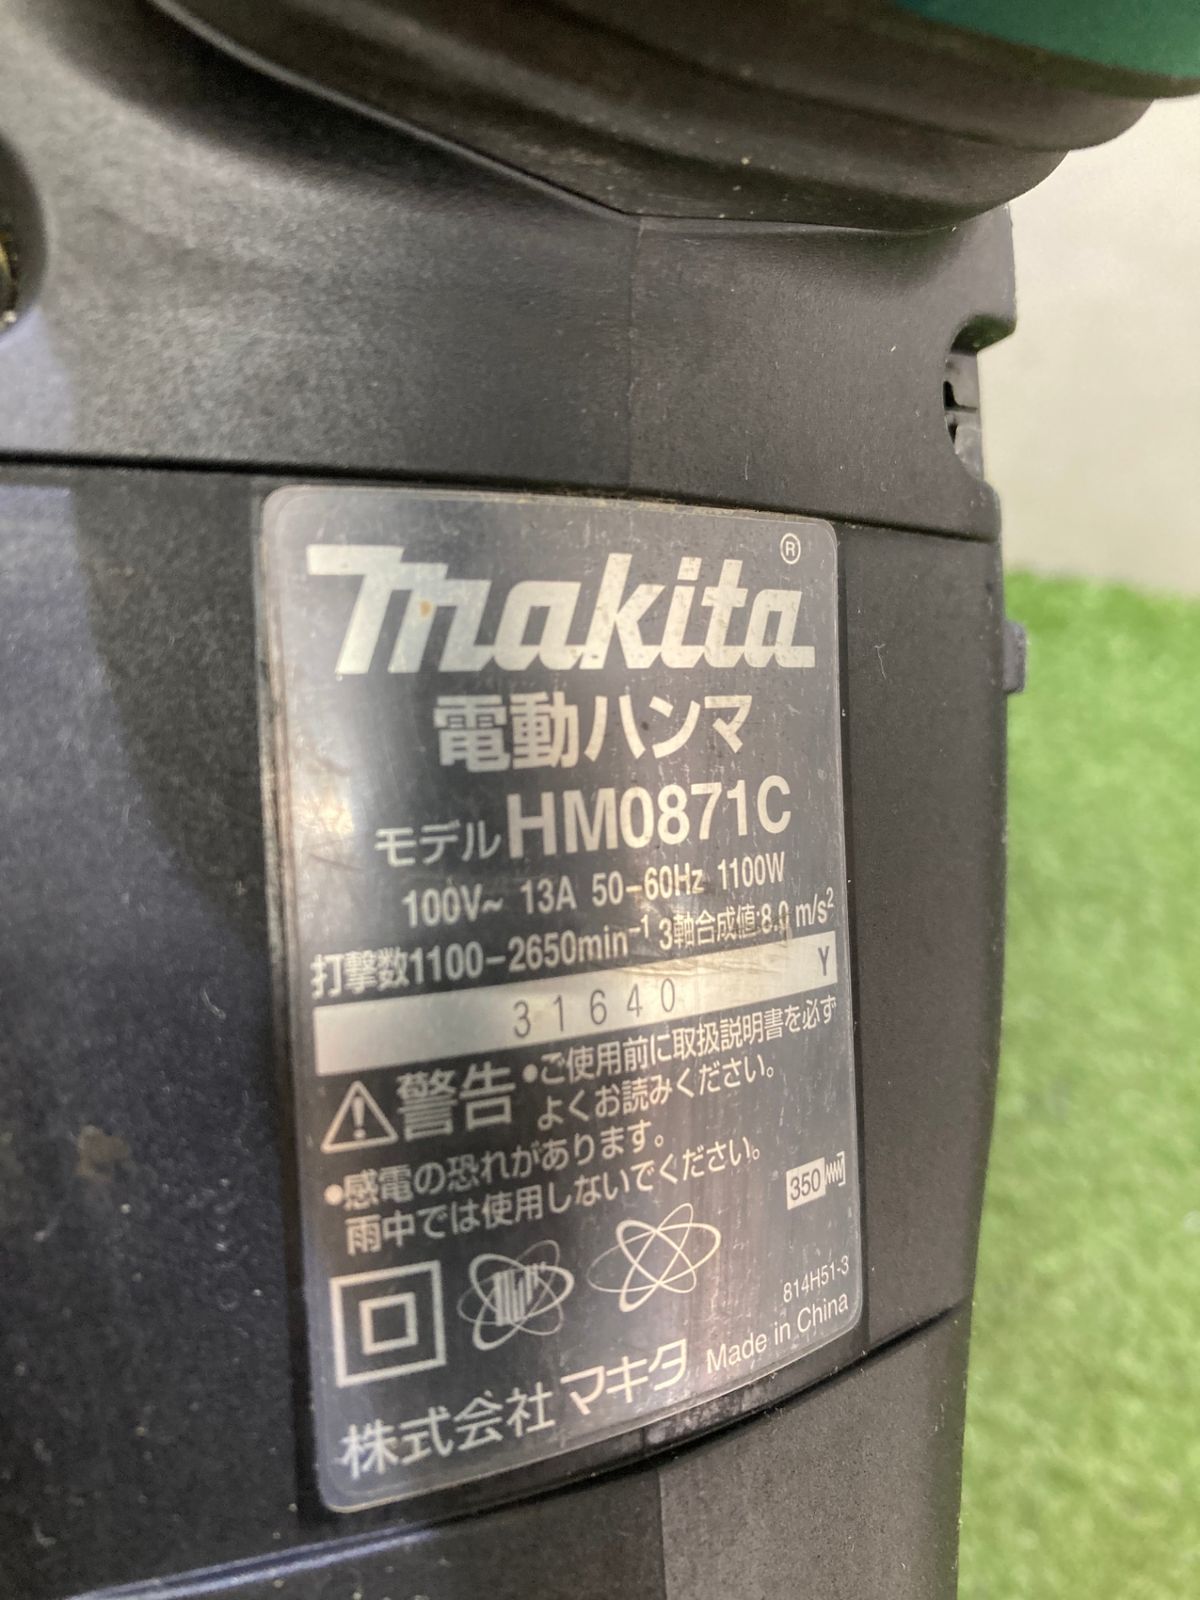 makita®
電動ハンマ
モデル HM0871C
100V~ 13A 50-60Hz 1100W
打撃数1100-2650min⁻¹ 3軸合成値:8.0 m/s²
31640 Y
⚠警告 •ご使用前に取扱説明書を必ず
よくお読みください。
•感電の恐れがあります。
雨中では使用しないでください。
350
814H51-3
株式会社マキタ Made in China